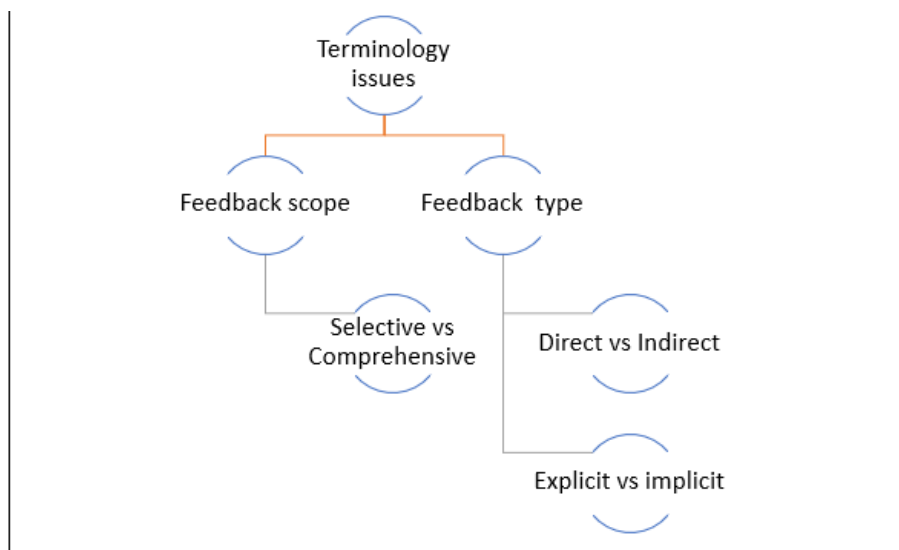 Terminology
issues
Feedback scope
Feedback type
Selective vs
Comprehensive
Direct vs Indirect
Explicit vs implicit